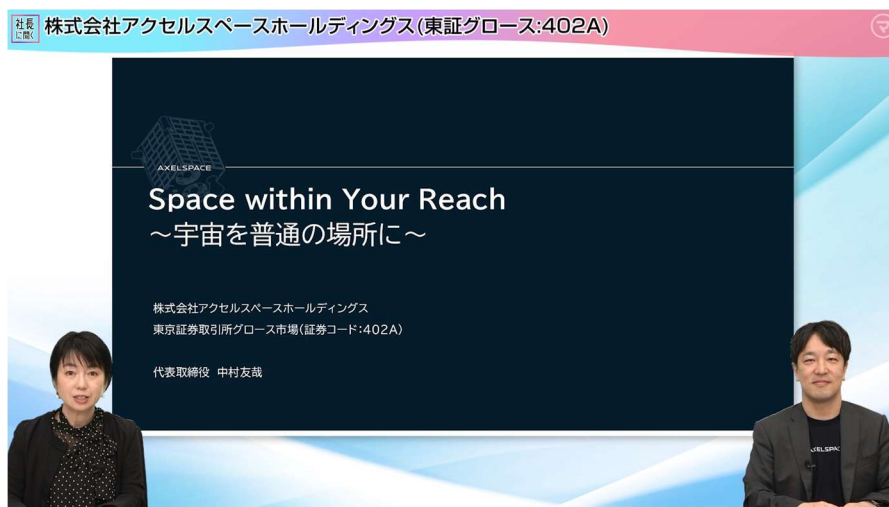 社長に聞く 株式会社アクセルスペースホールディングス(東証グロース:402A)
AXELSPACE
Space within Your Reach
～宇宙を普通の場所に～
株式会社アクセルスペースホールディングス
東京証券取引所グロース市場(証券コード:402A)
代表取締役 中村友哉